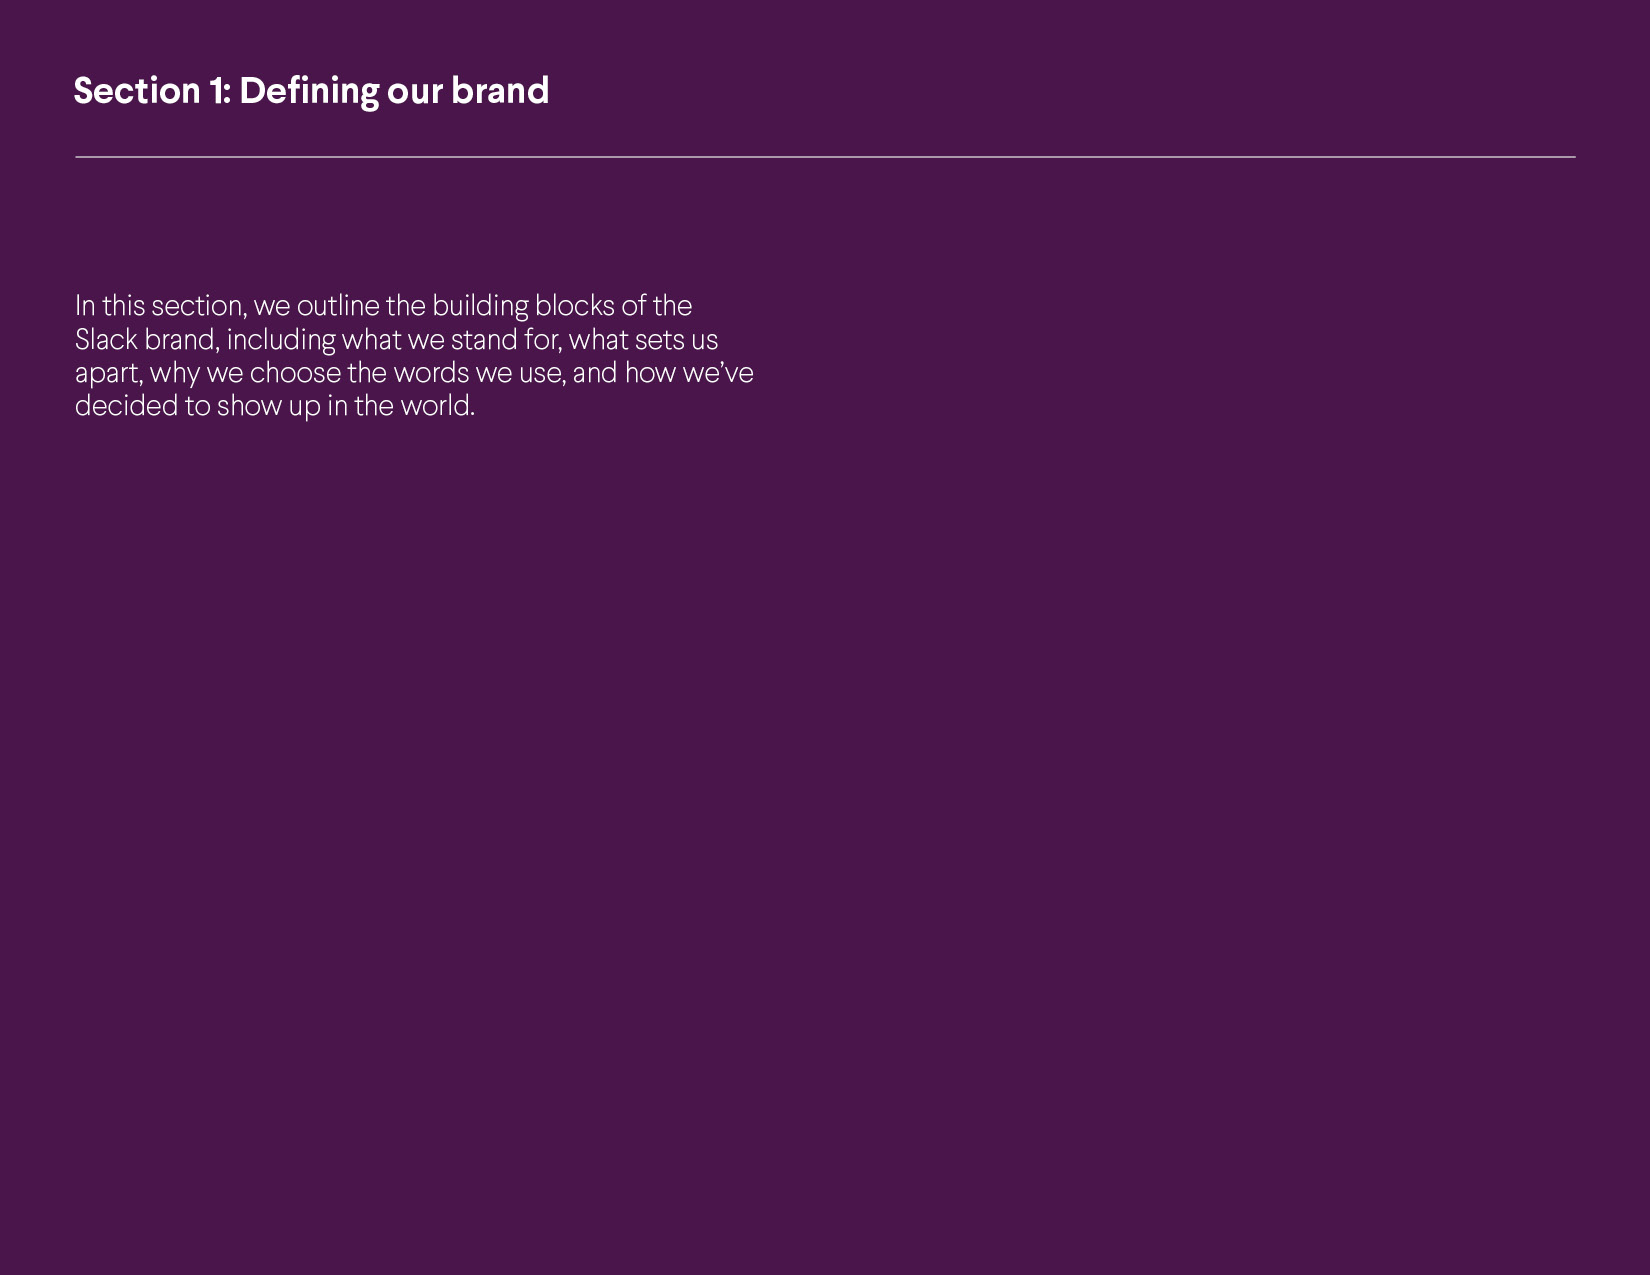 Section 1: Defining our brand
In this section, we outline the building blocks of the
Slack brand, including what we stand for, what sets us
apart, why we choose the words we use, and how we’ve
decided to show up in the world.